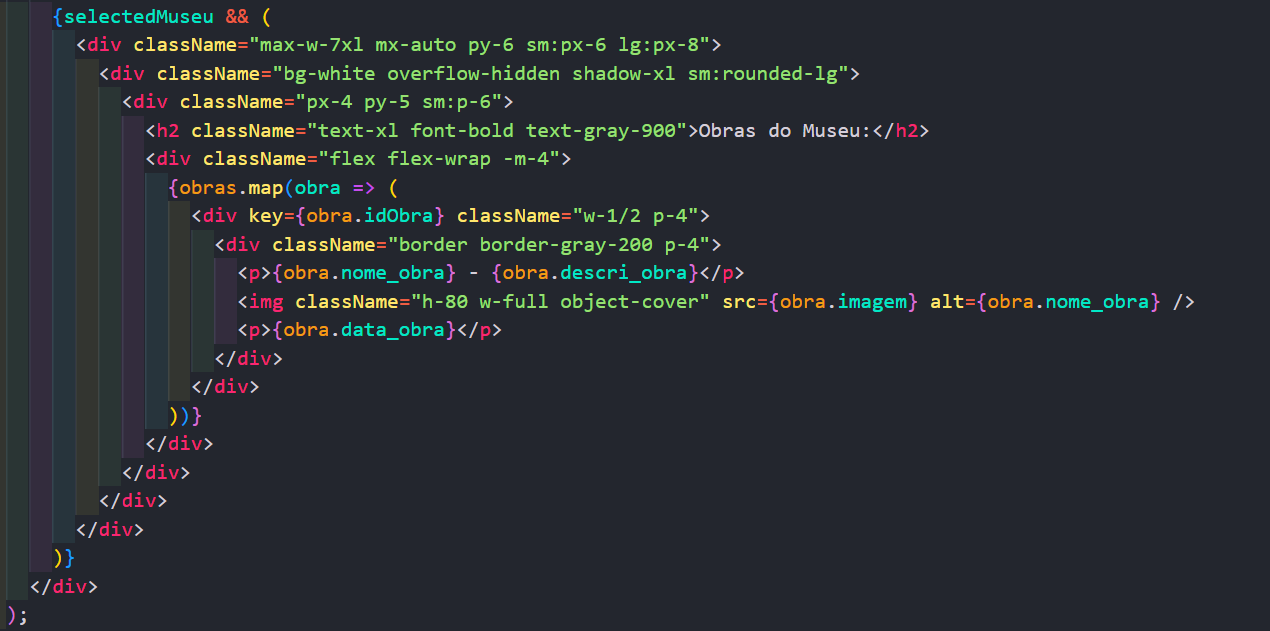 {selectedMuseu && (
<div className="max-w-7xl mx-auto py-6 sm:px-6 lg:px-8">
<div className="bg-white overflow-hidden shadow-xl sm:rounded-lg">
<div className="px-4 py-5 sm:p-6">
<h2 className="text-xl font-bold text-gray-900">Obras do Museu:</h2>
<div className="flex flex-wrap -m-4">
{obras.map(obra => (
<div key={obra.idObra} className="w-1/2 p-4">
<div className="border border-gray-200 p-4">
<p>{obra.nome_obra} - {obra.descri_obra}</p>
<img className="h-80 w-full object-cover" src={obra.imagem} alt={obra.nome_obra} />
<p>{obra.data_obra}</p>
</div>
</div>
))}
</div>
</div>
</div>
</div>
)}
</div>
);